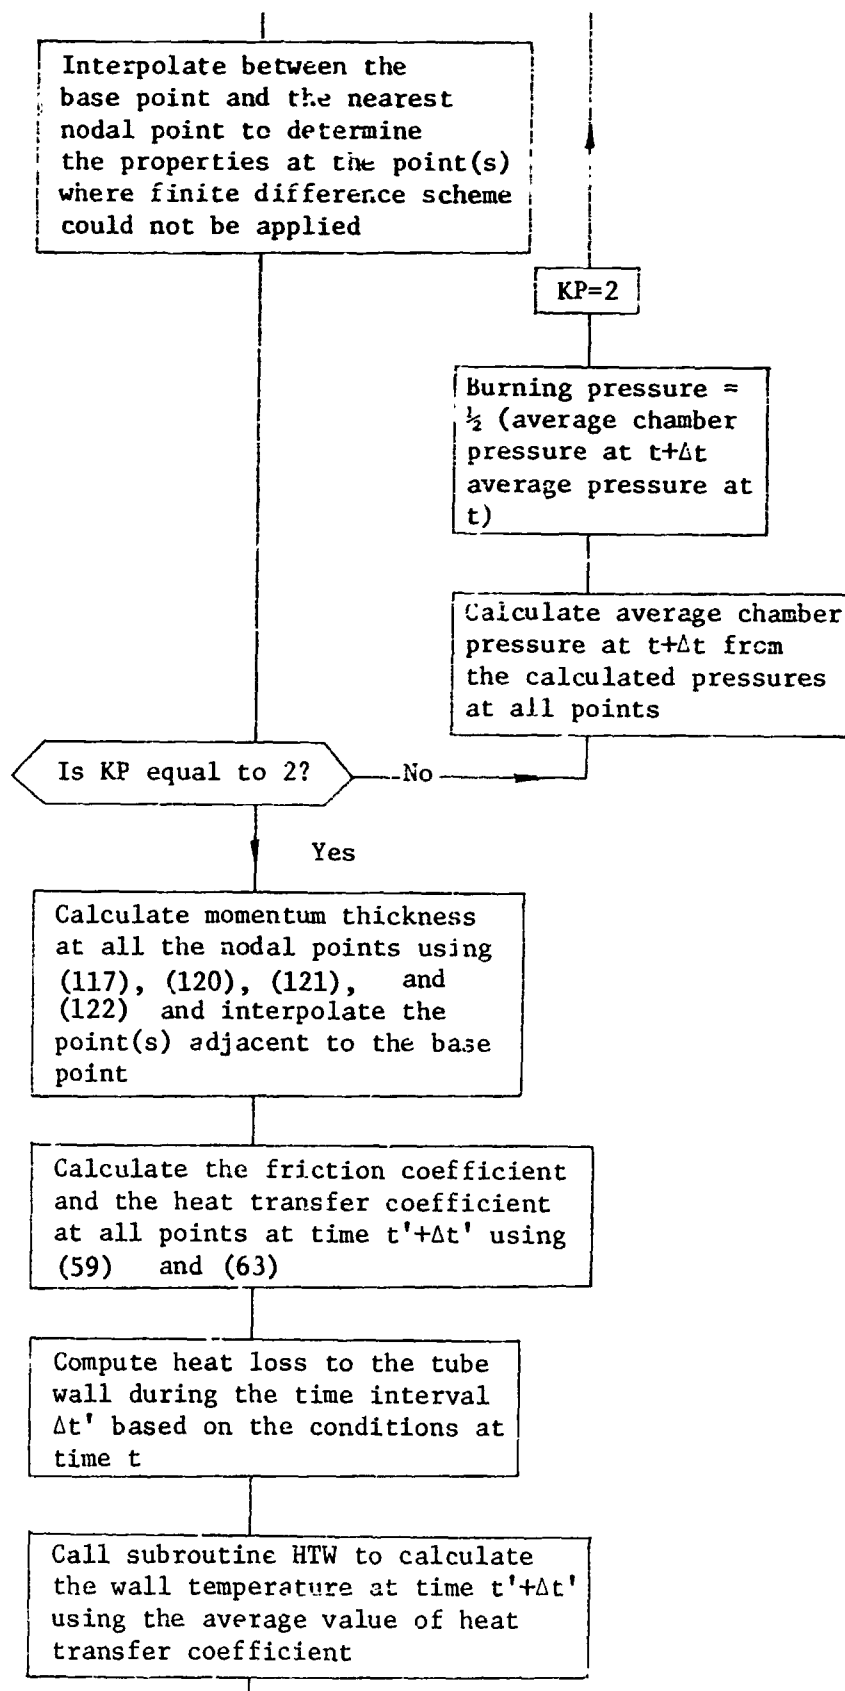 Interpolate between the
base point and the nearest
nodal point to determine
the properties at the point(s)
where finite difference scheme
could not be applied
KP=2
Burning pressure =
½ (average chamber
pressure at t+Δt
average pressure at
t)
Calculate average chamber
pressure at t+Δt from
the calculated pressures
at all points
Is KP equal to 2?
No
Yes
Calculate momentum thickness
at all the nodal points using
(117), (120), (121), and
(122) and interpolate the
point(s) adjacent to the base
point
Calculate the friction coefficient
and the heat transfer coefficient
at all points at time t'+Δt' using
(59) and (63)
Compute heat loss to the tube
wall during the time interval
Δt' based on the conditions at
time t
Call subroutine HTW to calculate
the wall temperature at time t'+Δt'
using the average value of heat
transfer coefficient